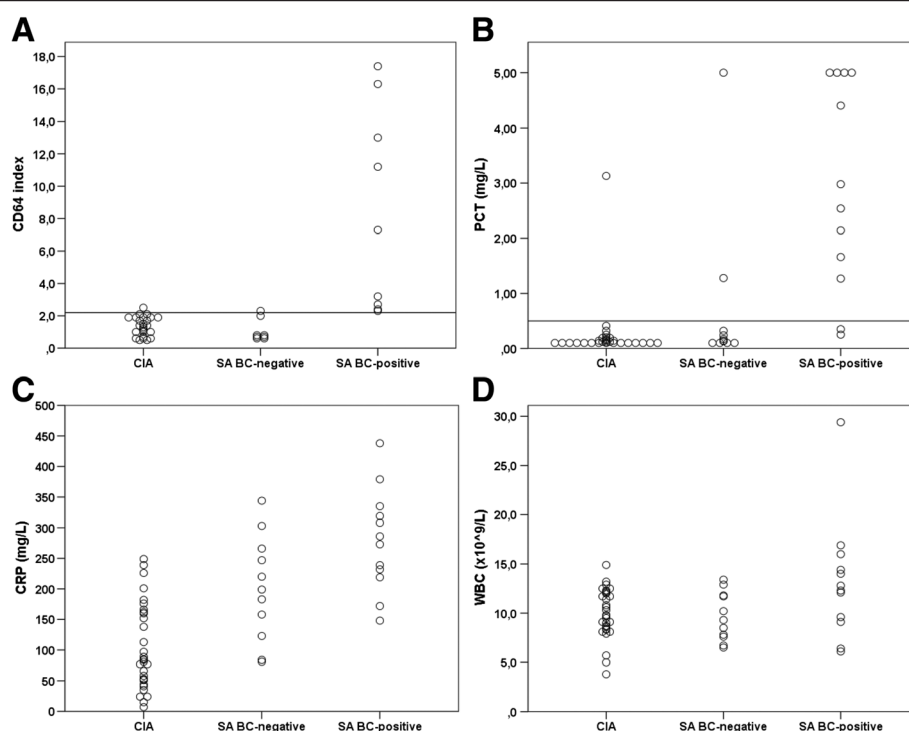 A
CD64 index
18,0
16,0
14,0
12,0
10,0
8,0
6,0
4,0
2,0
,0
CIA SA BC-negative SA BC-positive
B
PCT (mg/L)
5,00
4,00
3,00
2,00
1,00
,00
CIA SA BC-negative SA BC-positive
C
CRP (mg/L)
500
450
400
350
300
250
200
150
100
50
0
CIA SA BC-negative SA BC-positive
D
WBC (x10^9/L)
30,0
25,0
20,0
15,0
10,0
5,0
,0
CIA SA BC-negative SA BC-positive